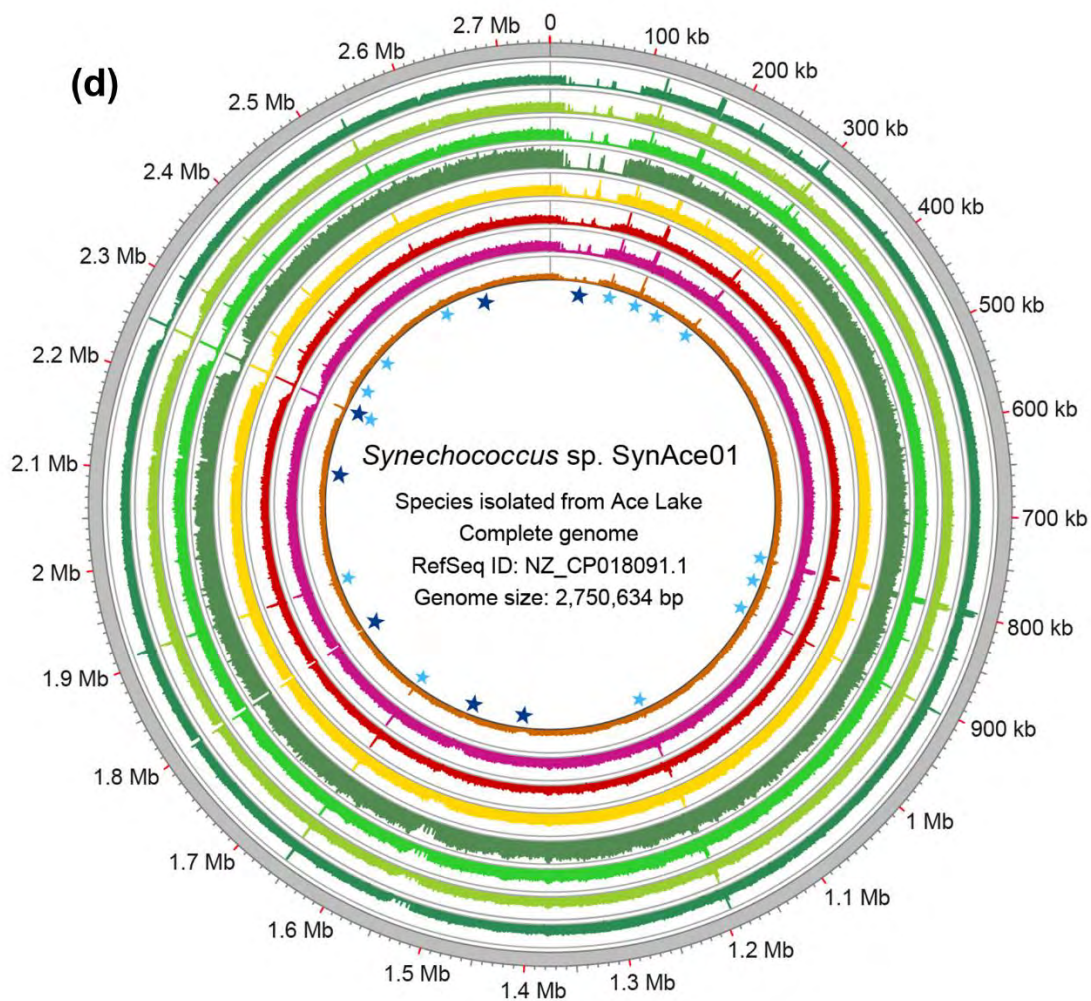 (d)
0
100 kb
200 kb
300 kb
400 kb
500 kb
600 kb
700 kb
800 kb
900 kb
1 Mb
1.1 Mb
1.2 Mb
1.3 Mb
1.4 Mb
1.5 Mb
1.6 Mb
1.7 Mb
1.8 Mb
1.9 Mb
2 Mb
2.1 Mb
2.2 Mb
2.3 Mb
2.4 Mb
2.5 Mb
2.6 Mb
2.7 Mb
Synechococcus sp. SynAce01
Species isolated from Ace Lake
Complete genome
RefSeq ID: NZ_CP018091.1
Genome size: 2,750,634 bp